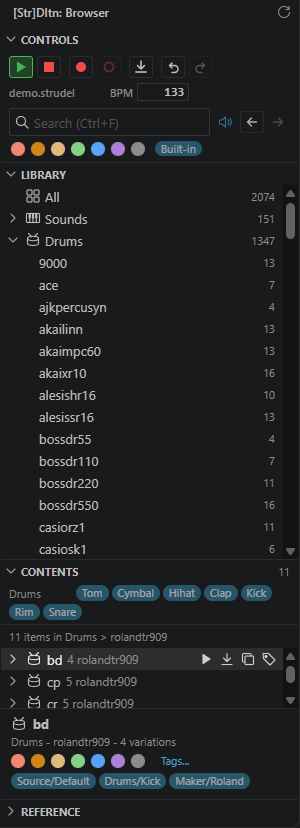 [Str]Dltn: Browser
CONTROLS
demo.strudel BPM 133
Search (Ctrl+F)
Built-in
LIBRARY
All 2074
Sounds 151
Drums 1347
9000 13
ace 7
ajkpercusyn 4
akailinn 13
akaimpc60 13
akaixr10 16
alesishr16 10
alesissr16 13
bossdr55 4
bossdr110 7
bossdr220 11
bossdr550 16
casiorz1 11
casiosk1 6
CONTENTS 11
Drums Tom Cymbal Hihat Clap Kick
Rim Snare
11 items in Drums > rolandtr909
bd 4 rolandtr909
cp 5 rolandtr909
cr 5 rolandtr909
bd
Drums - rolandtr909 - 4 variations
Tags...
Source/Default Drums/Kick Maker/Roland
REFERENCE